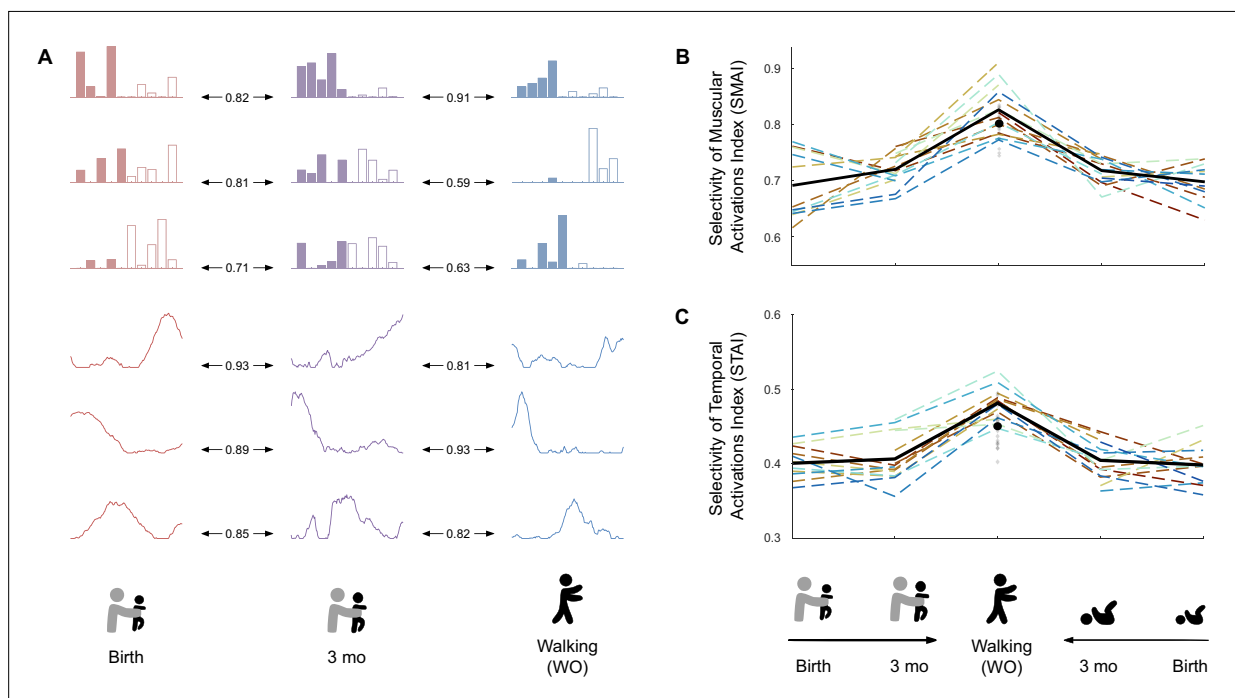 A
0.82
0.91
0.81
0.59
0.71
0.63
0.93
0.81
0.89
0.93
0.85
0.82
Birth
3 mo
Walking
(WO)
B
Selectivity of Muscular
Activations Index (SMAI)
0.9
0.8
0.7
0.6
C
Selectivity of Temporal
Activations Index (STAI)
0.6
0.5
0.4
0.3
Birth
3 mo
Walking
(WO)
3 mo
Birth